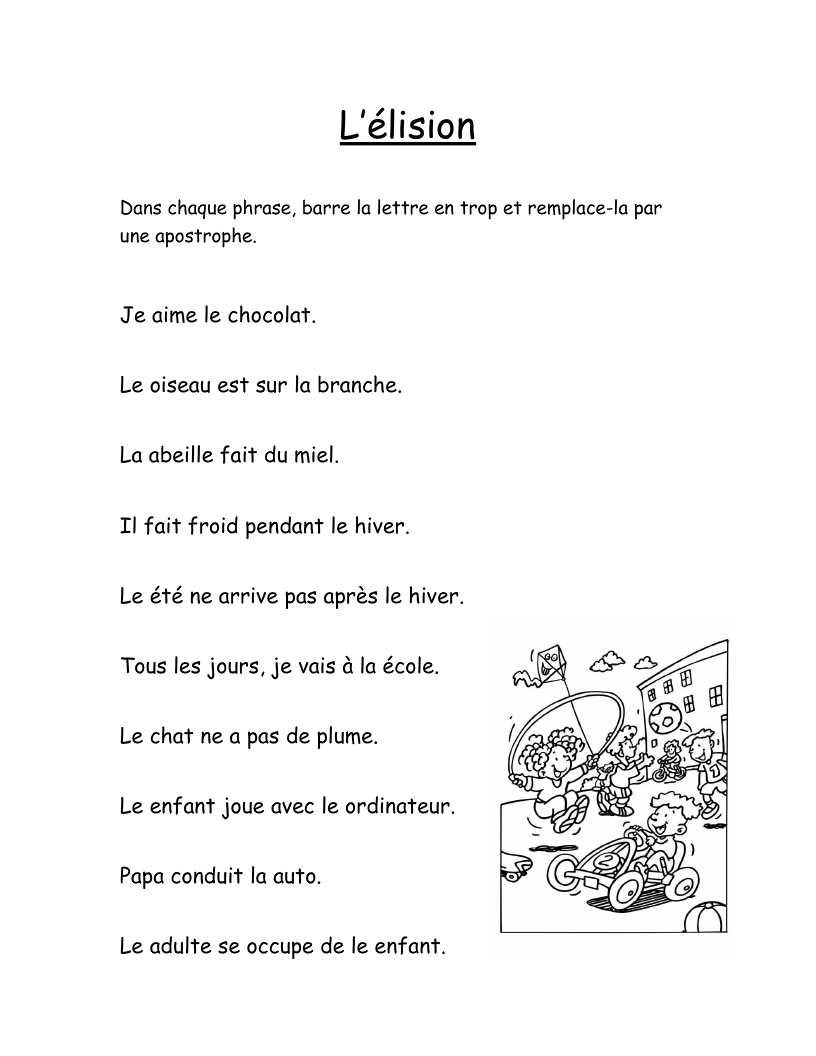 L’élision
Dans chaque phrase, barre la lettre en trop et remplace-la par
une apostrophe.
Je aime le chocolat.
Le oiseau est sur la branche.
La abeille fait du miel.
Il fait froid pendant le hiver.
Le été ne arrive pas après le hiver.
Tous les jours, je vais à la école.
Le chat ne a pas de plume.
Le enfant joue avec le ordinateur.
Papa conduit la auto.
Le adulte se occupe de le enfant.
2